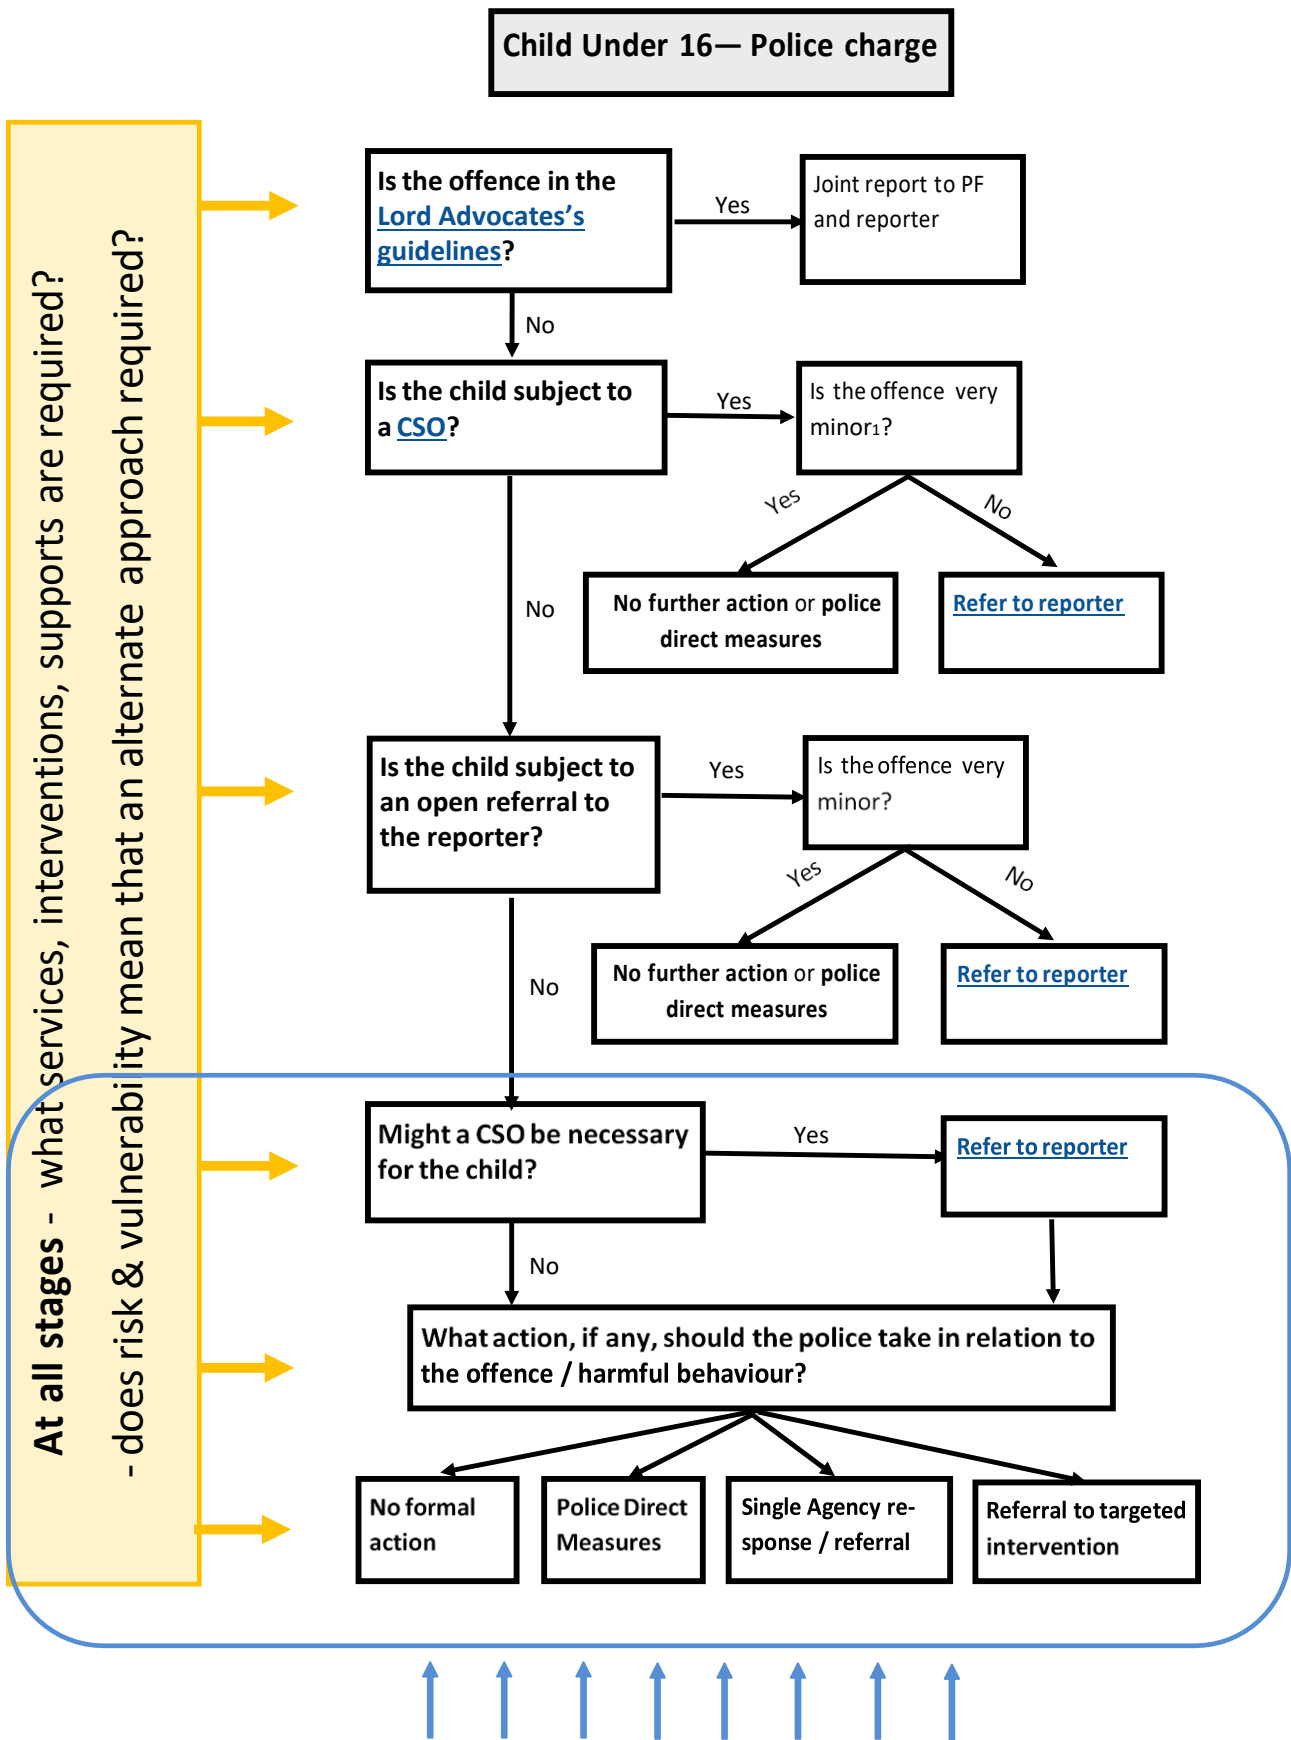 Child Under 16— Police charge
At all stages - what services, interventions, supports are required?
- does risk & vulnerability mean that an alternate approach required?
Is the offence in the
Lord Advocates's
guidelines?
Yes
Joint report to PF
and reporter
No
Is the child subject to
a CSO?
Yes
Is the offence very
minor1?
Yes
No
No further action or police
direct measures
Refer to reporter
No
Is the child subject to
an open referral to
the reporter?
Yes
Is the offence very
minor?
Yes
No
No further action or police
direct measures
Refer to reporter
No
Might a CSO be necessary
for the child?
Yes
Refer to reporter
No
What action, if any, should the police take in relation to
the offence / harmful behaviour?
No formal
action
Police Direct
Measures
Single Agency re-
sponse / referral
Referral to targeted
intervention